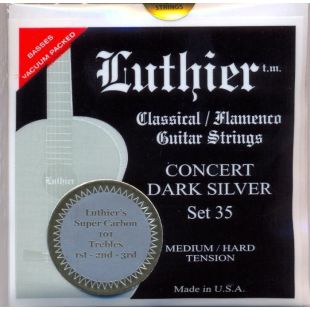 STRINGS
BASSES
VACUUM PACKED
Luthier t.m.
Classical / Flamenco
Guitar Strings
CONCERT
DARK SILVER
Set 35
MEDIUM / HARD
TENSION
Luthier's
Super Carbon
101
Trebles
1st - 2nd - 3rd
Made in U.S.A.